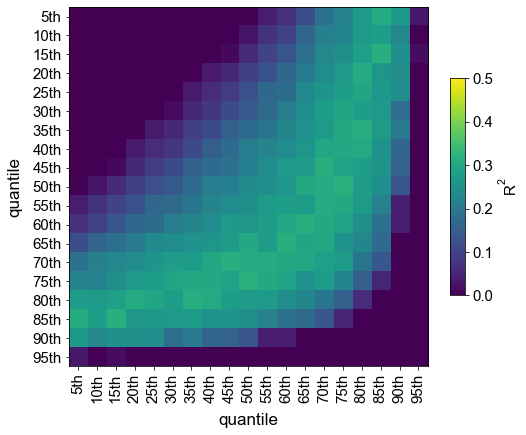 5th
10th
15th
20th
25th
30th
35th
40th
45th
50th
55th
60th
65th
70th
75th
80th
85th
90th
95th
quantile
5th
10th
15th
20th
25th
30th
35th
40th
45th
50th
55th
60th
65th
70th
75th
80th
85th
90th
95th
quantile
0.5
0.4
0.3
0.2
0.1
0.0
R²